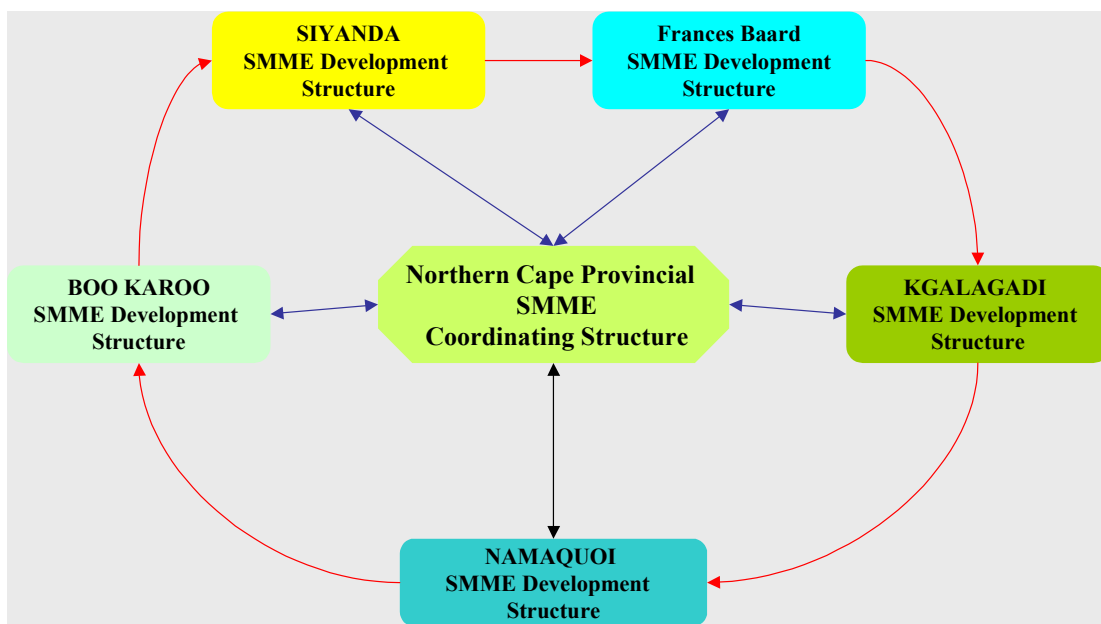 SIYANDA
SMME Development
Structure
Frances Baard
SMME Development
Structure
BOO KAROO
SMME Development
Structure
Northern Cape Provincial
SMME
Coordinating Structure
KGALAGADI
SMME Development
Structure
NAMAQUOI
SMME Development
Structure